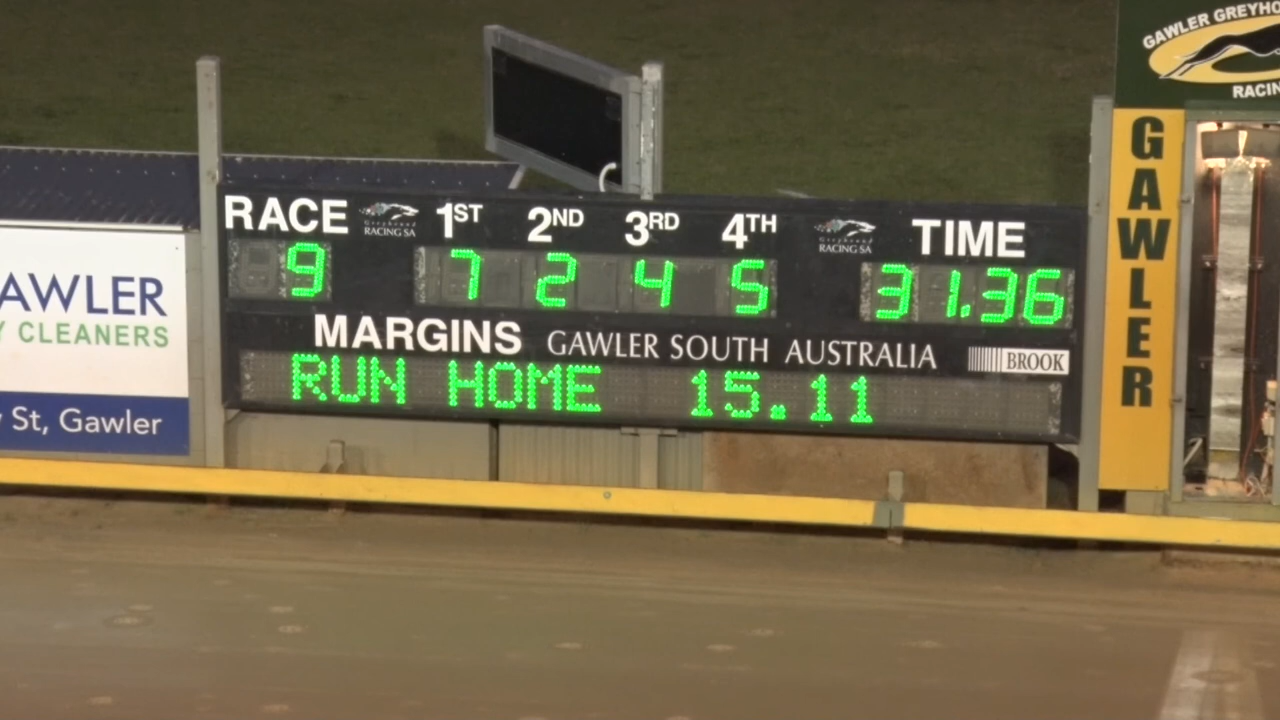 GAWLER GREYHO
RACIN
GAWLER
RACE 1ST 2ND 3RD 4TH TIME
Greyhound RACING SA
Greyhound RACING SA
9 7 2 4 5 31.36
MARGINS GAWLER SOUTH AUSTRALIA BROOK
RUN HOME 15.11
AWLER
Y CLEANERS
St, Gawler